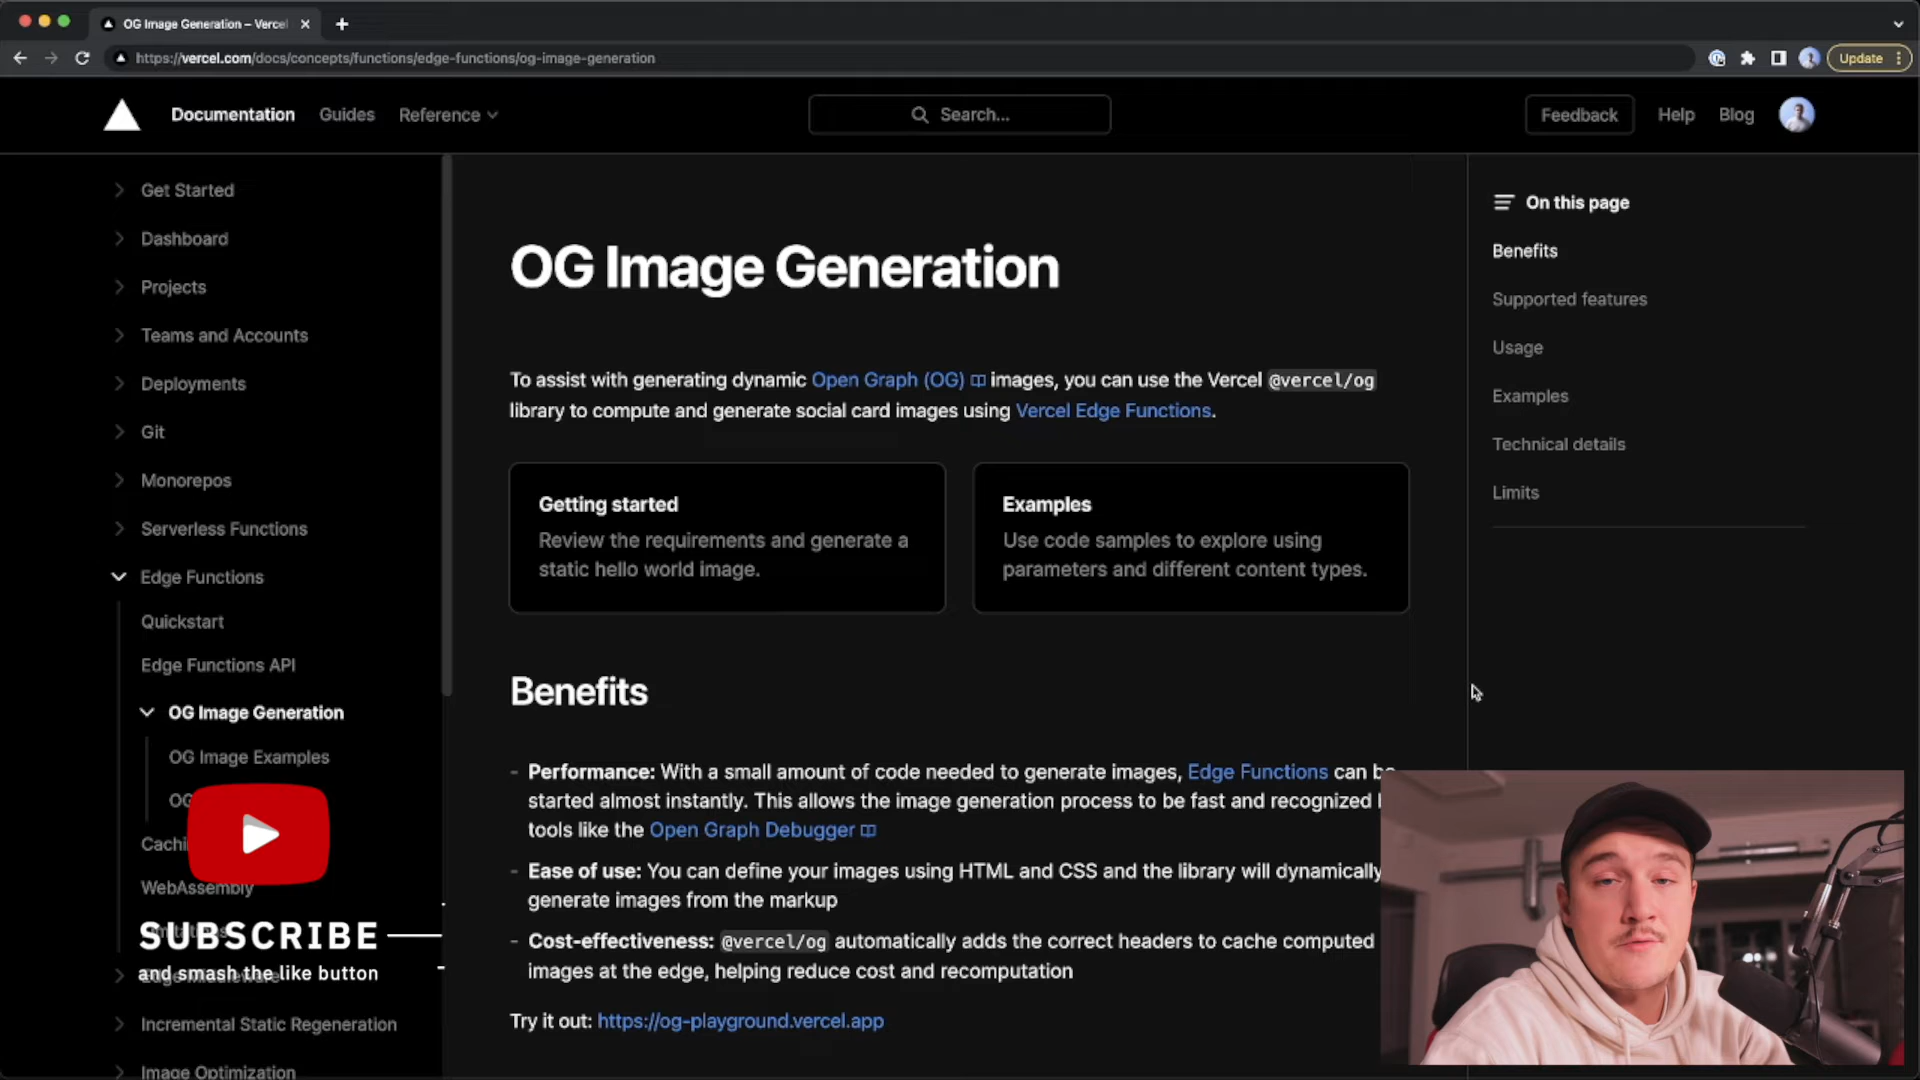 OG Image Generation – Vercel
https://vercel.com/docs/concepts/functions/edge-functions/og-image-generation
Update
Documentation
Guides
Reference
Search...
Feedback
Help
Blog
Get Started
Dashboard
Projects
Teams and Accounts
Deployments
Git
Monorepos
Serverless Functions
Edge Functions
Quickstart
Edge Functions API
OG Image Generation
OG Image Examples
OG
Cachi
WebAssembly
SUBSCRIBE
and smash the like button
Incremental Static Regeneration
Image Optimization
OG Image Generation
To assist with generating dynamic Open Graph (OG) images, you can use the Vercel @vercel/og
library to compute and generate social card images using Vercel Edge Functions.
Getting started
Review the requirements and generate a
static hello world image.
Examples
Use code samples to explore using
parameters and different content types.
Benefits
- Performance: With a small amount of code needed to generate images, Edge Functions can be
started almost instantly. This allows the image generation process to be fast and recognized
tools like the Open Graph Debugger
- Ease of use: You can define your images using HTML and CSS and the library will dynamically
generate images from the markup
- Cost-effectiveness: @vercel/og automatically adds the correct headers to cache computed
images at the edge, helping reduce cost and recomputation
Try it out: https://og-playground.vercel.app
On this page
Benefits
Supported features
Usage
Examples
Technical details
Limits